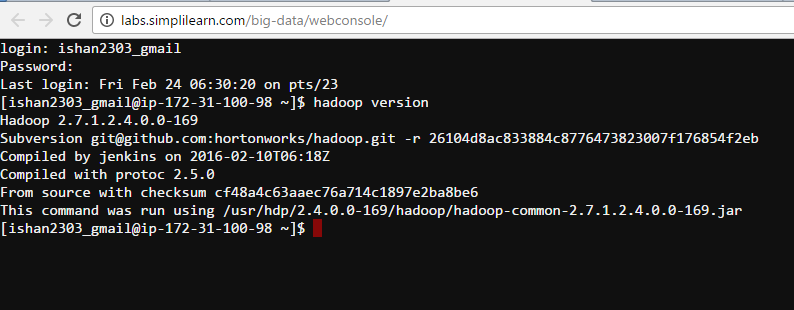 labs.simplilearn.com/big-data/webconsole/
login: ishan2303_gmail
Password:
Last login: Fri Feb 24 06:30:20 on pts/23
[ishan2303_gmail@ip-172-31-100-98 ~]$ hadoop version
Hadoop 2.7.1.2.4.0.0-169
Subversion git@github.com:hortonworks/hadoop.git -r 26104d8ac833884c8776473823007f176854f2eb
Compiled by jenkins on 2016-02-10T06:18Z
Compiled with protoc 2.5.0
From source with checksum cf48a4c63aaec76a714c1897e2ba8be6
This command was run using /usr/hdp/2.4.0.0-169/hadoop/hadoop-common-2.7.1.2.4.0.0-169.jar
[ishan2303_gmail@ip-172-31-100-98 ~]$